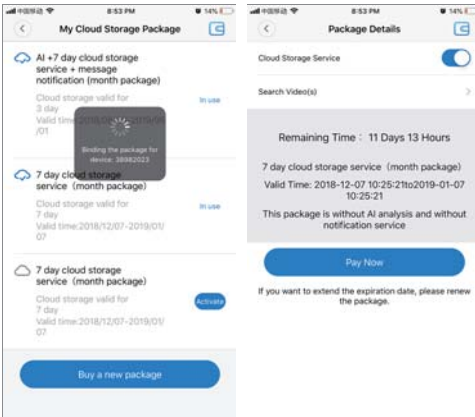 中国移动
8:53 PM
14%
My Cloud Storage Package
AI +7 day cloud storage
service + message
notification (month package)
Cloud storage valid for
3 day
Valid time:2018/
/01
In use
Binding the package for
device: 38982023
7 day cloud storage
service (month package)
Cloud storage valid for
7 day
Valid time:2018/12/07-2019/01/
07
In use
7 day cloud storage
service (month package)
Cloud storage valid for
7 day
Valid time:2018/12/07-2019/01/
07
Activate
Buy a new package
中国移动
8:53 PM
14%
Package Details
Cloud Storage Service
Search Video(s)
Remaining Time : 11 Days 13 Hours
7 day cloud storage service (month package)
Valid Time: 2018-12-07 10:25:21to2019-01-07
10:25:21
This package is without AI analysis and without
notification service
Pay Now
If you want to extend the expiration date, please renew
the package.